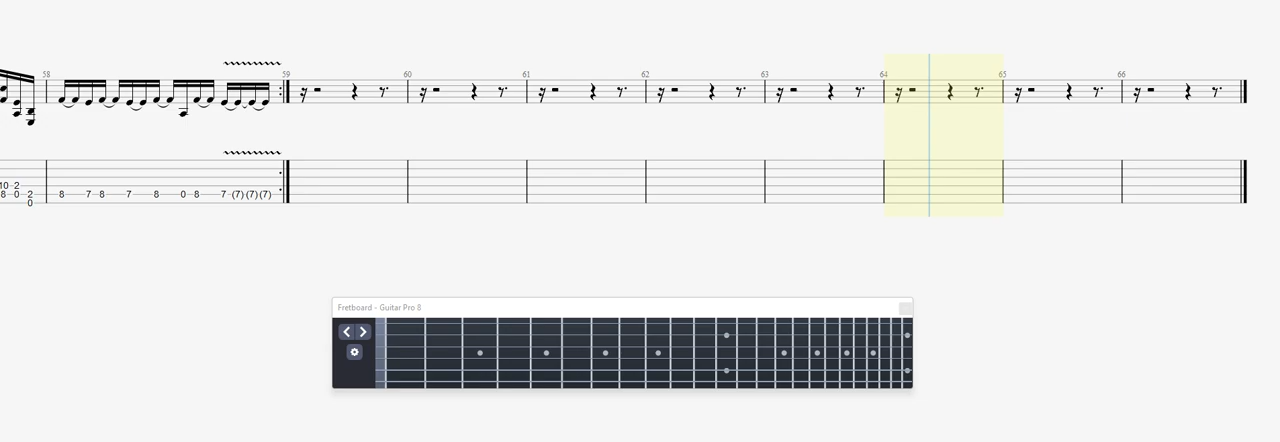 58 59 60 61 62 63 64 65 66
10 2
8 0 2 8 7 8 7 8 0 8 7 (7) (7) (7)
0
Fretboard - Guitar Pro 8